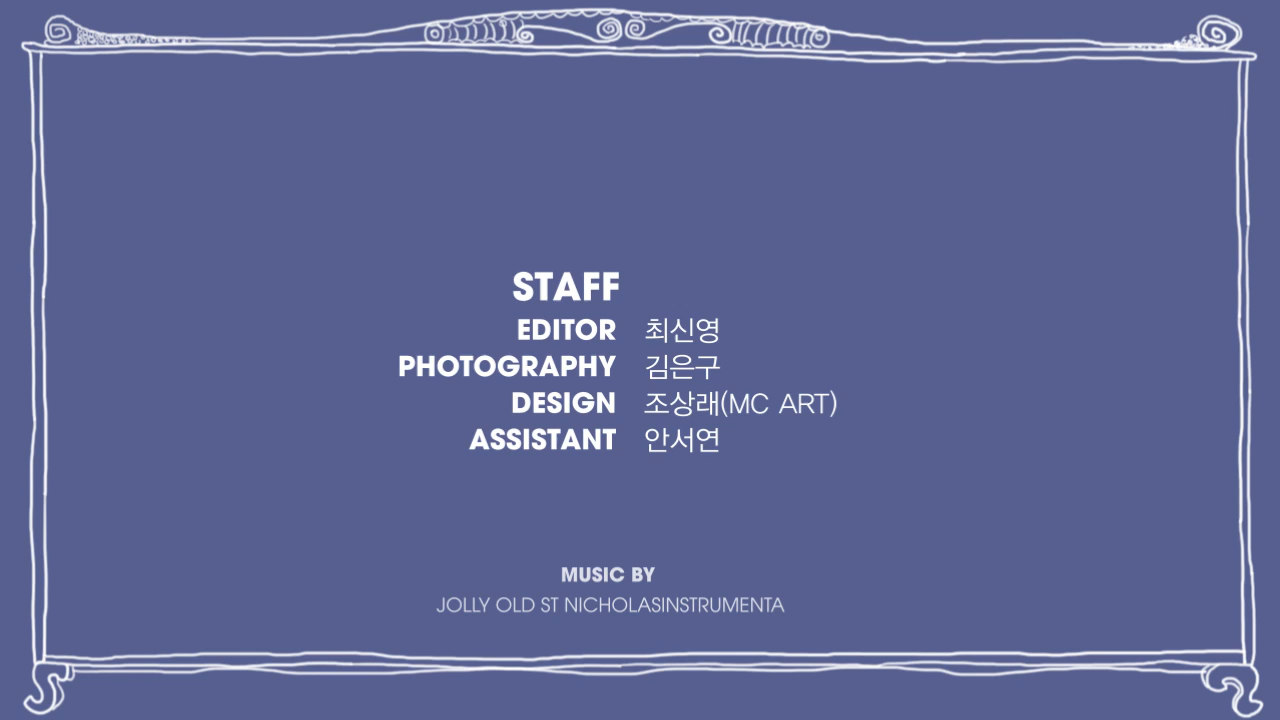 STAFF
EDITOR 최신영
PHOTOGRAPHY 김은구
DESIGN 조상래(MC ART)
ASSISTANT 안서연
MUSIC BY
JOLLY OLD ST NICHOLASINSTRUMENTA